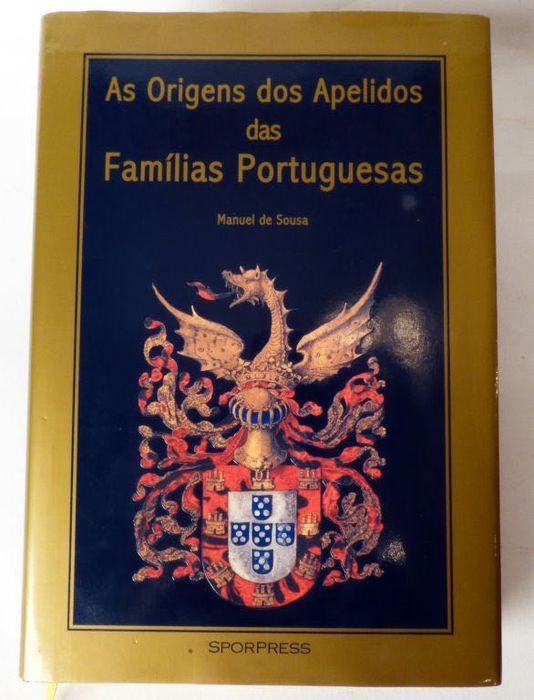 As Origens dos Apelidos
das
Famílias Portuguesas
Manuel de Sousa
SPORPRESS